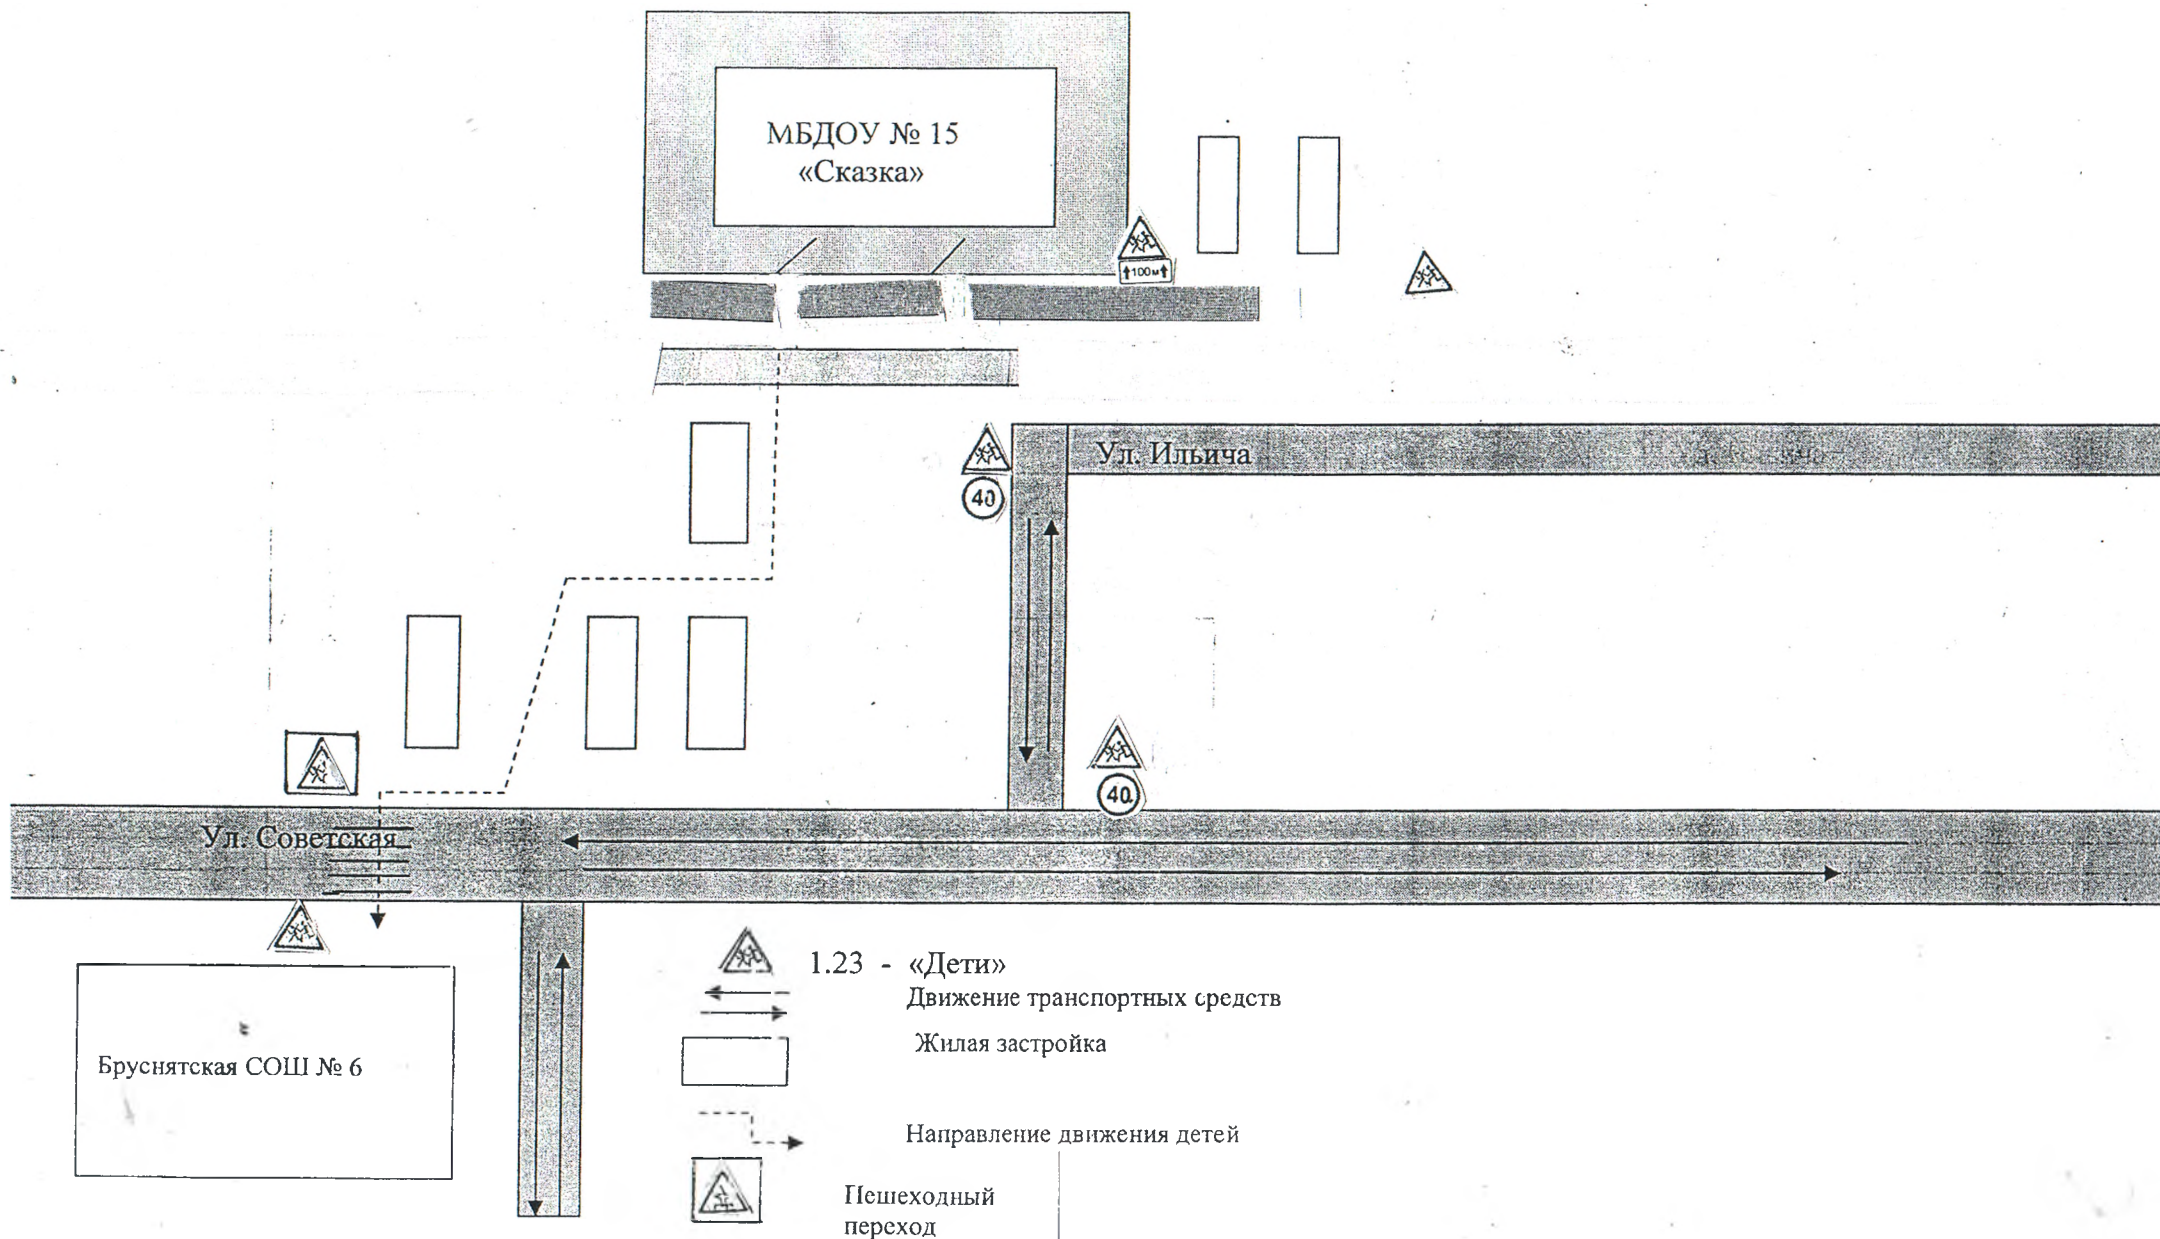 МБДОУ № 15
«Сказка»
100м
Ул. Ильича
40
40
Ул. Советская
1.23 - «Дети»
Движение транспортных средств
Жилая застройка
Бруснятская СОШ № 6
Направление движения детей
Пешеходный
переход